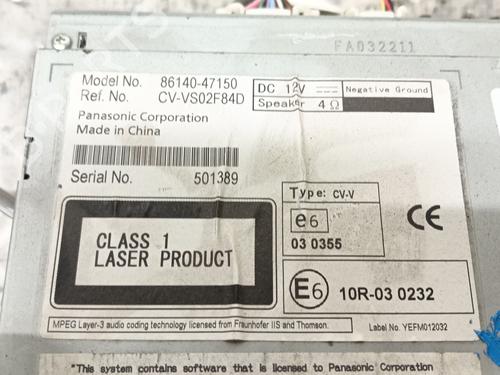 FA032211
Model No. 86140-47150
Ref. No. CV-VS02F84D
DC 12V Negative Ground
Speaker 4Ω
Panasonic Corporation
Made in China
Serial No. 501389
Type: CV-V
e6
03 0355
CE
CLASS 1
LASER PRODUCT
E6 10R-03 0232
MPEG Layer-3 audio coding technology licensed from Fraunhofer IIS and Thomson.
Label No. YEFM012032
"This system contains software that is licensed to Panasonic Corporation